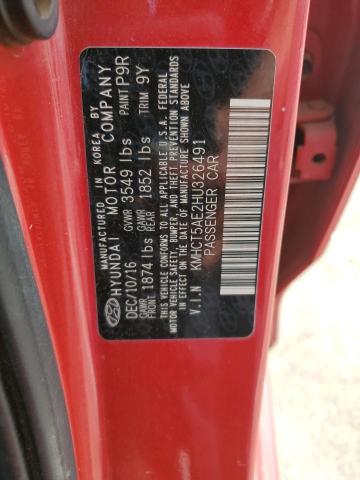 MANUFACTURED IN KOREA BY
HYUNDAI MOTOR COMPANY
DEC/10/16 GVWR 3549 lbs PAINT P9R
GAWR FRONT 1874 lbs GAWR REAR 1852 lbs TRIM 9Y
THIS VEHICLE CONFORMS TO ALL APPLICABLE U.S.A. FEDERAL
MOTOR VEHICLE SAFETY, BUMPER, AND THEFT PREVENTION STANDARDS
IN EFFECT ON THE DATE OF MANUFACTURE SHOWN ABOVE
V.I.N KMHCT5AE2HU326491
PASSENGER CAR